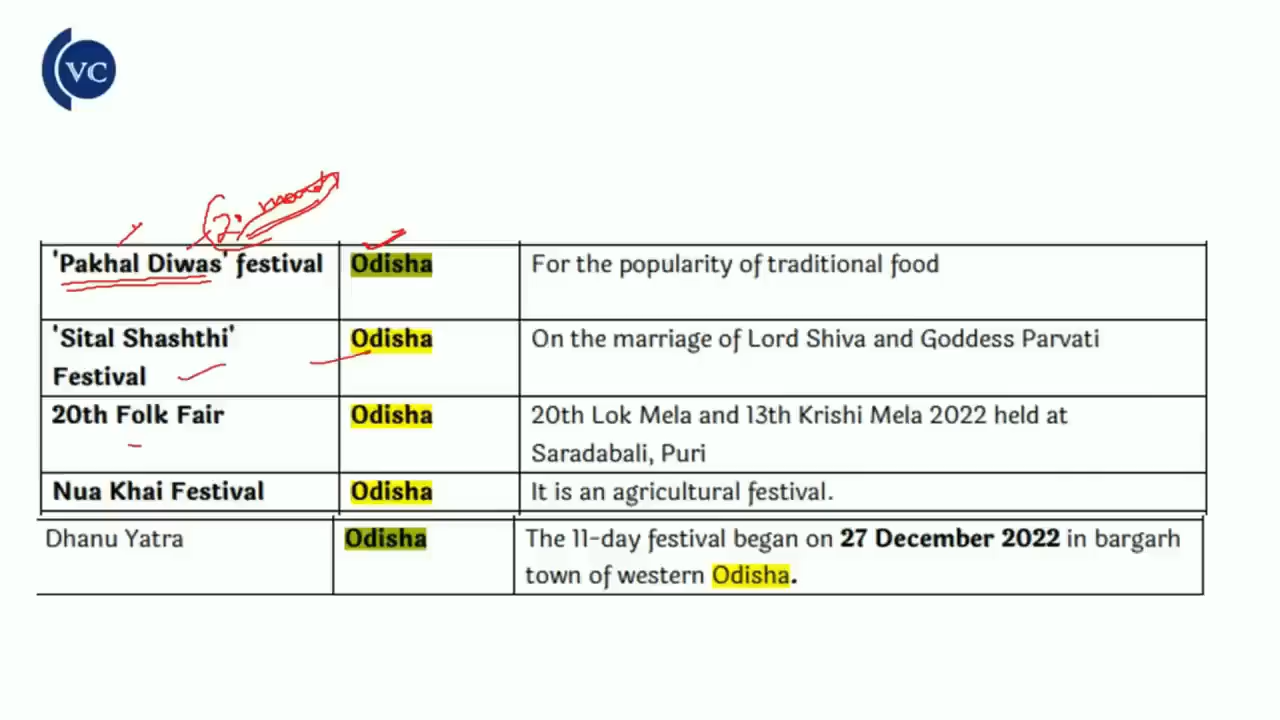 VC
2, march
'Pakhal Diwas' festival Odisha For the popularity of traditional food
'Sital Shashthi' Odisha On the marriage of Lord Shiva and Goddess Parvati
Festival
20th Folk Fair Odisha 20th Lok Mela and 13th Krishi Mela 2022 held at
Saradabali, Puri
Nua Khai Festival Odisha It is an agricultural festival.
Dhanu Yatra Odisha The 11-day festival began on 27 December 2022 in bargarh
town of western Odisha.